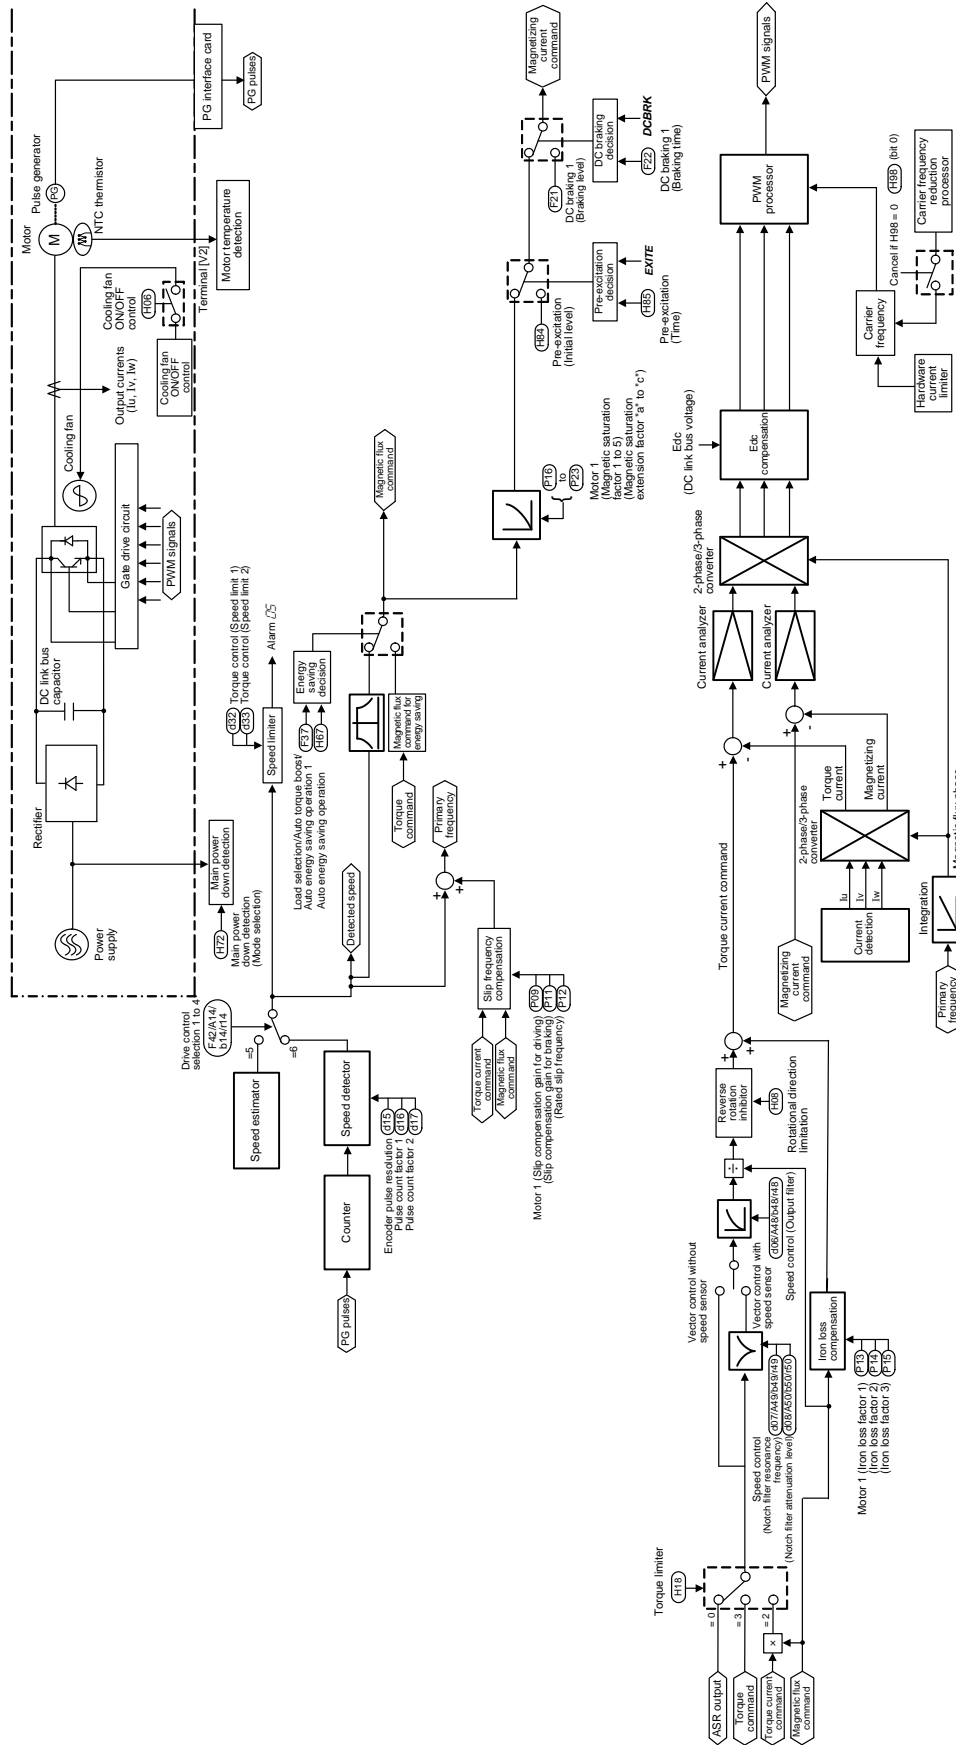 Power
supply
Rectifier
DC link bus
capacitor
Gate drive circuit
PWM signals
Cooling fan
Output currents
(Iu, Iv, Iw)
Cooling fan
ON/OFF
control
H06
Cooling fan
ON/OFF
control
Motor
M
Pulse generator
PG
NTC thermistor
Terminal [V2]
Motor temperature
detection
PG interface card
PG pulses
H72
Main power
down detection
Main power
down detection
(Mode selection)
Drive control
selection 1 to 4
F42/A14/
b14/r14
=5
=6
Speed estimator
PG pulses
Counter
Speed detector
d15
d16
d17
Encoder pulse resolution
Pulse count factor 1
Pulse count factor 2
d32
d33
Torque control (Speed limit 1)
Torque control (Speed limit 2)
Speed limiter
Alarm OS
Load selection/Auto torque boost/
Auto energy saving operation 1
Auto energy saving operation
F37
H67
Energy
saving
decision
Detected speed
Magnetic flux
command for
energy saving
Torque
command
Magnetic flux
command
Primary
frequency
+
+
Torque current
command
Magnetic flux
command
Slip frequency
compensation
P09
P11
P12
Motor 1 (Slip compensation gain for driving)
(Slip compensation gain for braking)
(Rated slip frequency)
P16
to
P23
Motor 1
(Magnetic saturation
factor 1 to 5)
(Magnetic saturation
extension factor "a" to "c")
H84
Pre-excitation
(Initial level)
Pre-excitation
decision
H85
EXITE
Pre-excitation
(Time)
F21
DC braking 1
(Braking level)
DC braking
decision
F22
DCBRK
DC braking 1
(Braking time)
Magnetizing
current
command
ASR output
Torque
command
Torque current
command
Magnetic flux
command
×
= 0
= 3
= 2
Torque limiter
H18
Speed control
(Notch filter resonance
frequency)
(Notch filter attenuation level)
d07/A49/b49/r49
d08/A50/b50/r50
Vector control without
speed sensor
Vector control with
speed sensor
d06/A48/b48/r48
Speed control (Output filter)
÷
Reverse
rotation
inhibitor
H08
Rotational direction
limitation
Iron loss
compensation
P13
P14
P15
Motor 1 (Iron loss factor 1)
(Iron loss factor 2)
(Iron loss factor 3)
+
+
Torque current command
+
-
+
-
Magnetizing
current
command
Current
detection
Iu
Iv
Iw
2-phase/3-phase
converter
Torque
current
Magnetizing
current
Primary
frequency
Integration
Current analyzer
Current analyzer
2-phase/3-phase
converter
Edc
(DC link bus voltage)
Edc
compensation
PWM
processor
PWM signals
Hardware
current
limiter
Carrier
frequency
Cancel if H98 = 0
H98
(bit 0)
Carrier frequency
reduction
processor